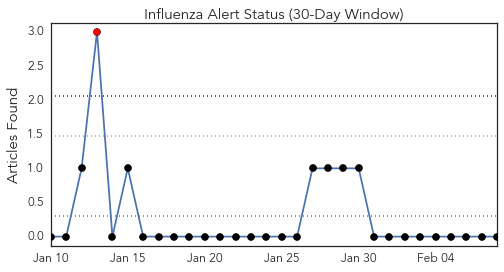 Influenza Alert Status (30-Day Window)
Articles Found
3.0
2.5
2.0
1.5
1.0
0.5
0.0
Jan 10 Jan 15 Jan 20 Jan 25 Jan 30 Feb 04